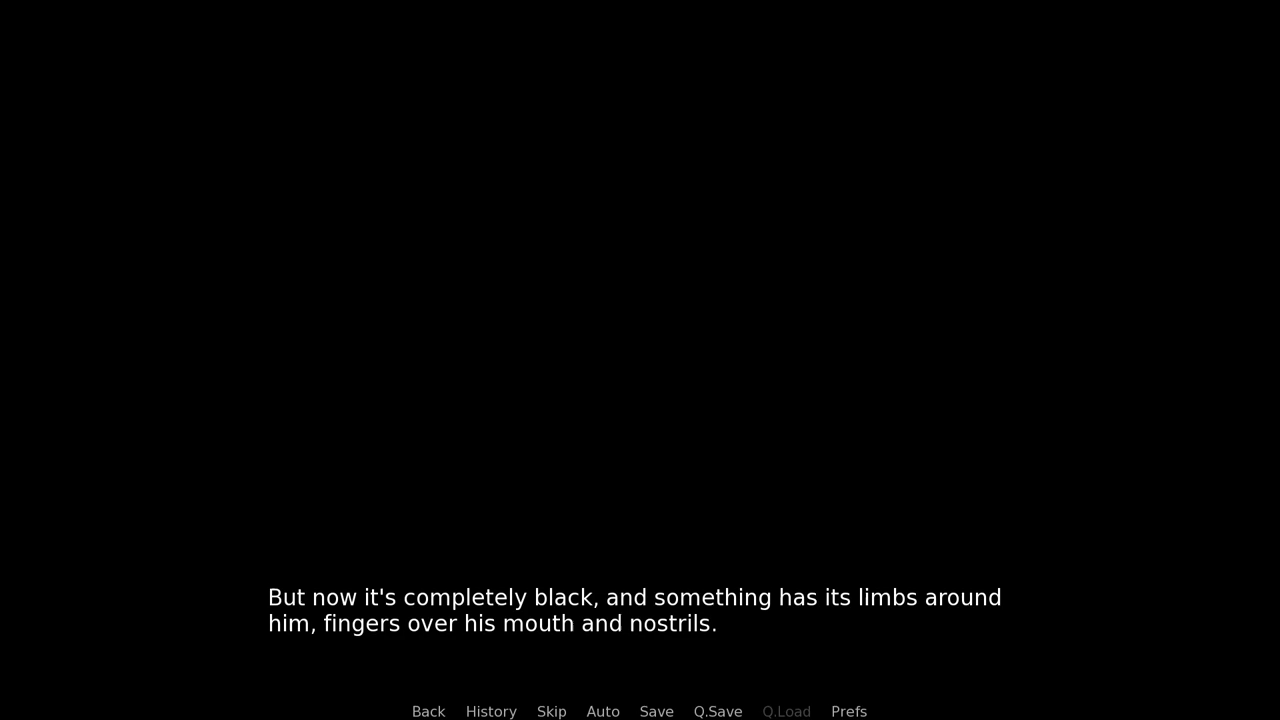 But now it's completely black, and something has its limbs around
him, fingers over his mouth and nostrils.
Back History Skip Auto Save Q.Save Q.Load Prefs